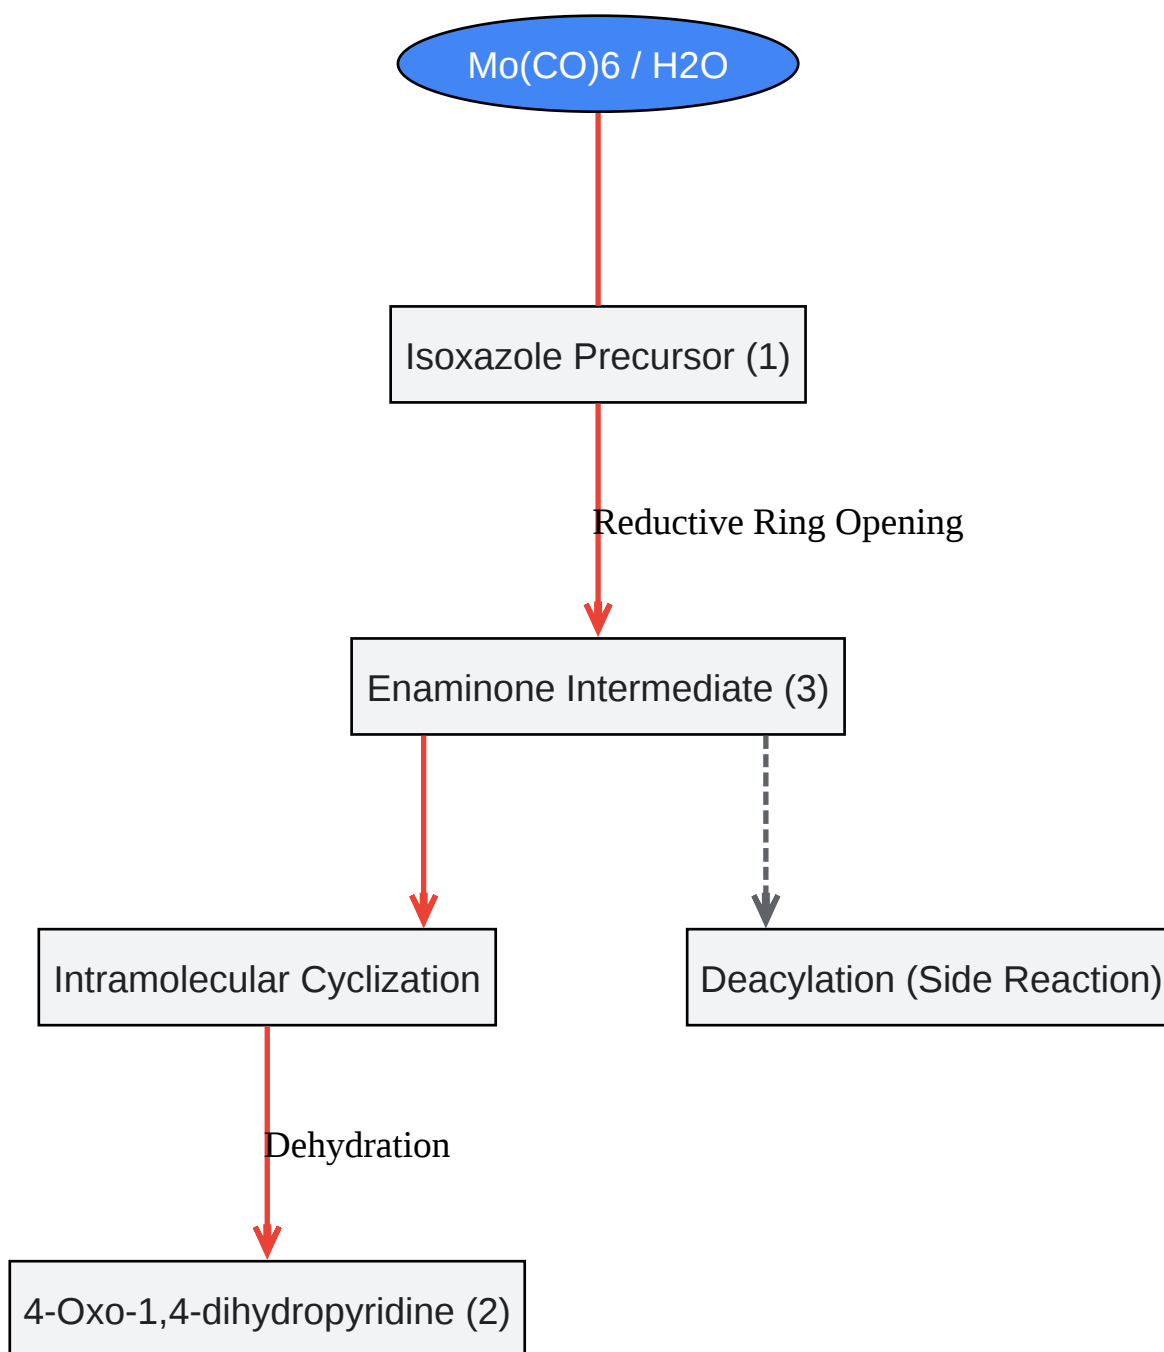 Mo(CO)6 / H2O
Isoxazole Precursor (1)
Reductive Ring Opening
Enaminone Intermediate (3)
Intramolecular Cyclization
Deacylation (Side Reaction)
Dehydration
4-Oxo-1,4-dihydropyridine (2)